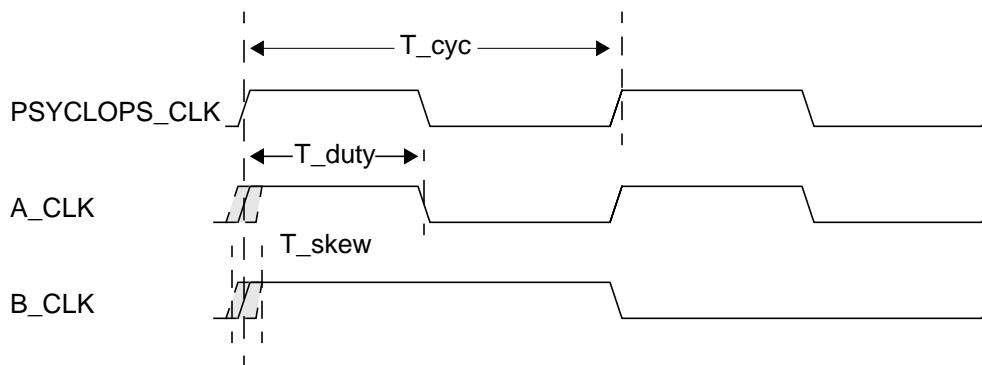 T_cyc
PSYCLOPS_CLK
T_duty
A_CLK
T_skew
B_CLK